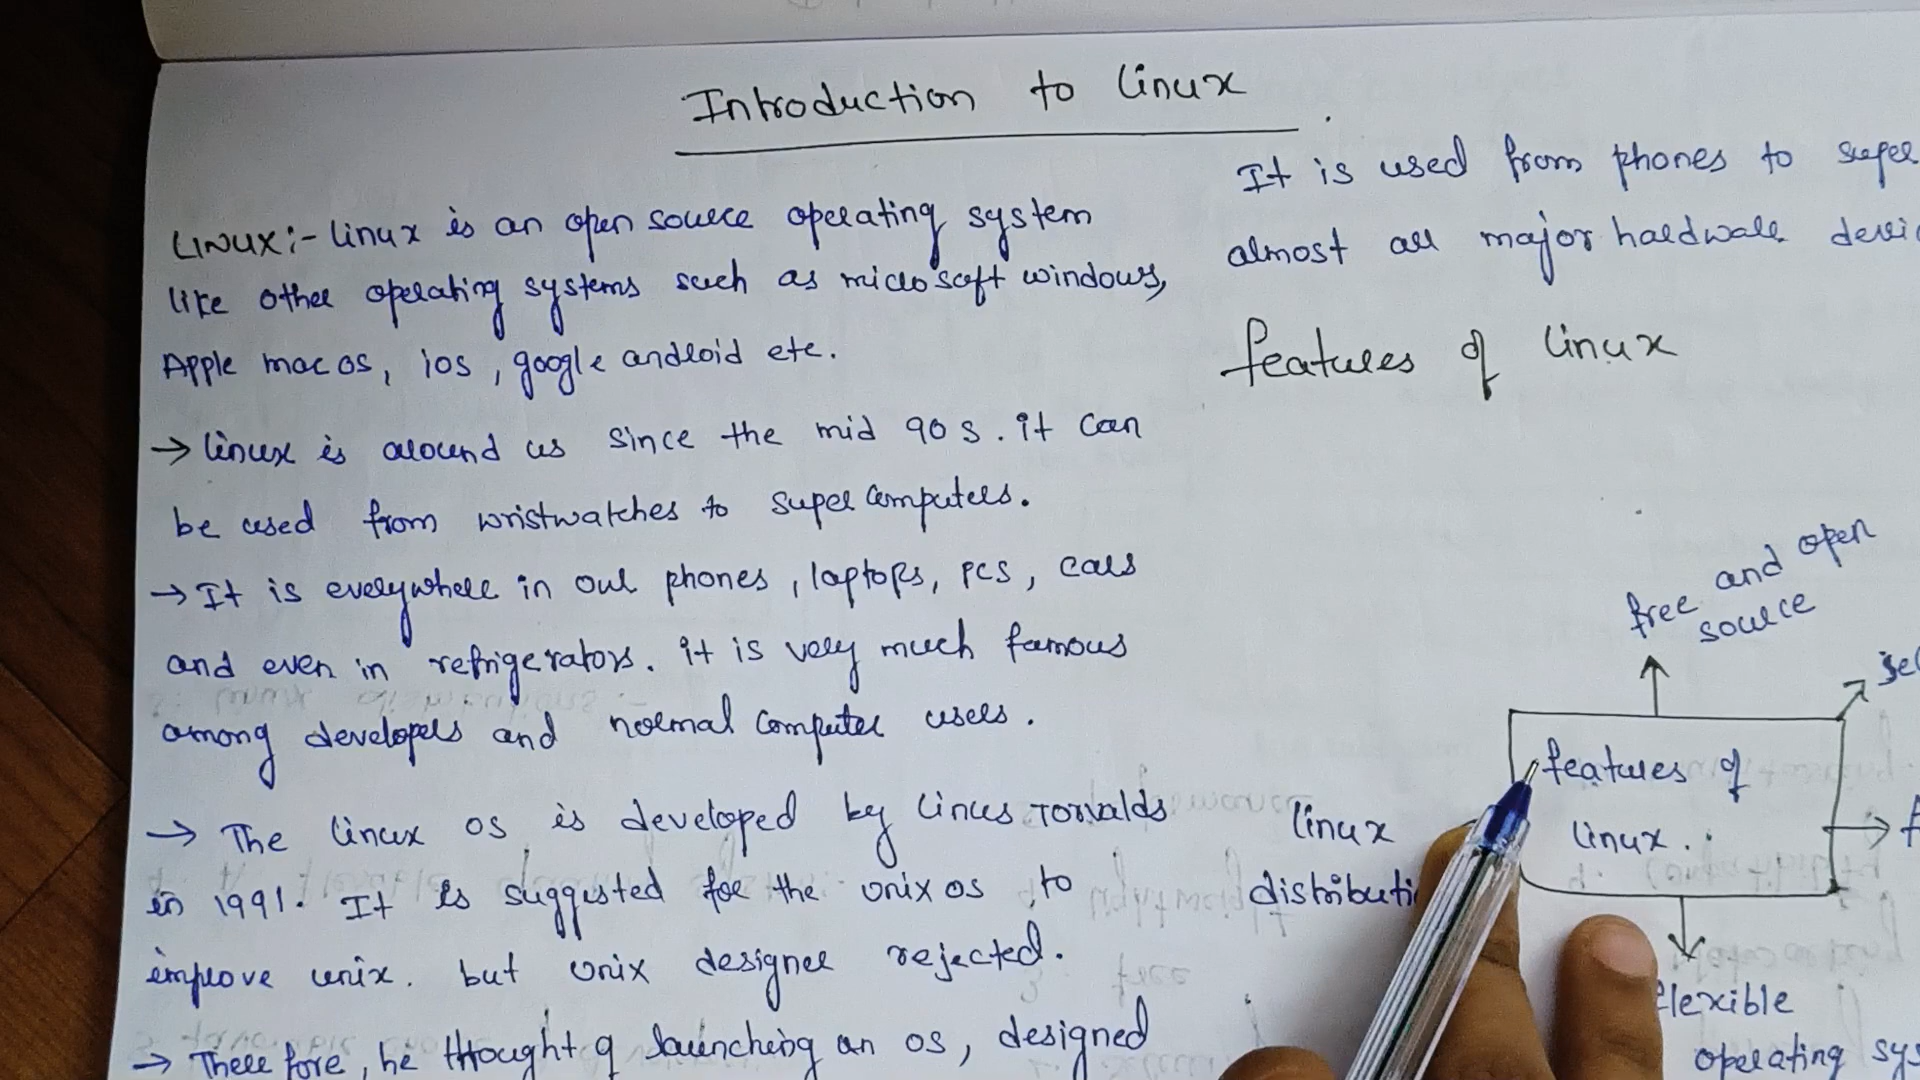 Introduction to Linux
LINUX:- Linux is an open source operating system
like other operating systems such as microsoft windows,
Apple mac os, ios, google android etc.
→ Linux is around us since the mid 90s. it can
be used from wristwatches to super computers.
→ It is everywhere in our phones, laptops, PCs, cars
and even in refrigerators. it is very much famous
among developers and normal computer users.
→ The Linux OS is developed by Linus Torvalds
in 1991. It is suggested for the unix os to
improve unix. but unix designer rejected.
→ There fore, he thought of launching an OS, designed
It is used from phones to super
almost all major hardware
features of Linux
free and open
source
features of
Linux.
Linux
flexible
operating